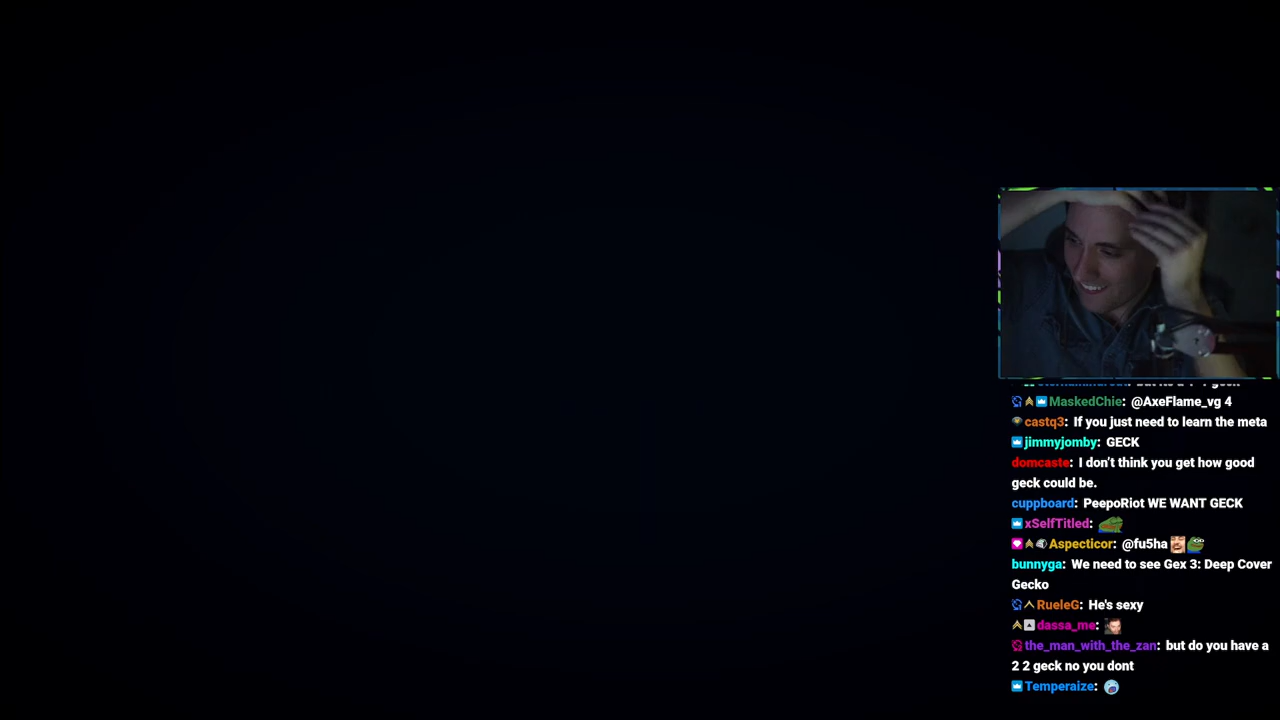 MaskedChie: @AxeFlame_vg 4
castq3: If you just need to learn the meta
jimmyjomby: GECK
domcaste: I don't think you get how good
geck could be.
cuppboard: PeepoRiot WE WANT GECK
xSelfTitled:
Aspecticor: @fu5ha
bunnyga: We need to see Gex 3: Deep Cover
Gecko
RueleG: He's sexy
dassa_me:
the_man_with_the_zan: but do you have a
2 2 geck no you dont
Temperaize: